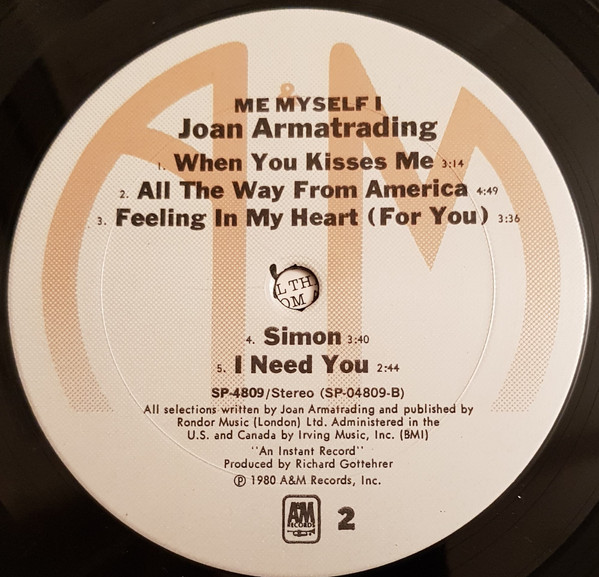 A&M
ME MYSELF I
Joan Armatrading
1. When You Kisses Me 3:14
2. All The Way From America 4:49
3. Feeling In My Heart (For You) 3:36
L TH
OM
4. Simon 3:40
5. I Need You 2:44
SP-4809/Stereo (SP-04809-B)
All selections written by Joan Armatrading and published by
Rondor Music (London) Ltd. Administered in the
U.S. and Canada by Irving Music, Inc. (BMI)
"An Instant Record"
Produced by Richard Gottehrer
℗ 1980 A&M Records, Inc.
A&M
RECORDS
2